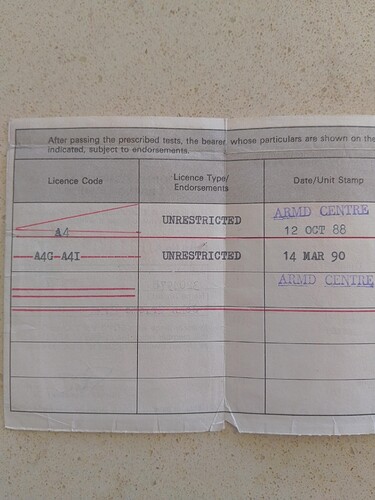 After passing the prescribed tests, the bearer whose particulars are shown on the
indicated, subject to endorsements.
Licence Code
Licence Type/
Endorsements
Date/Unit Stamp
A4
UNRESTRICTED
ARMD CENTRE
12 OCT 88
A4G-A4I
UNRESTRICTED
14 MAR 90
ARMD CENTRE